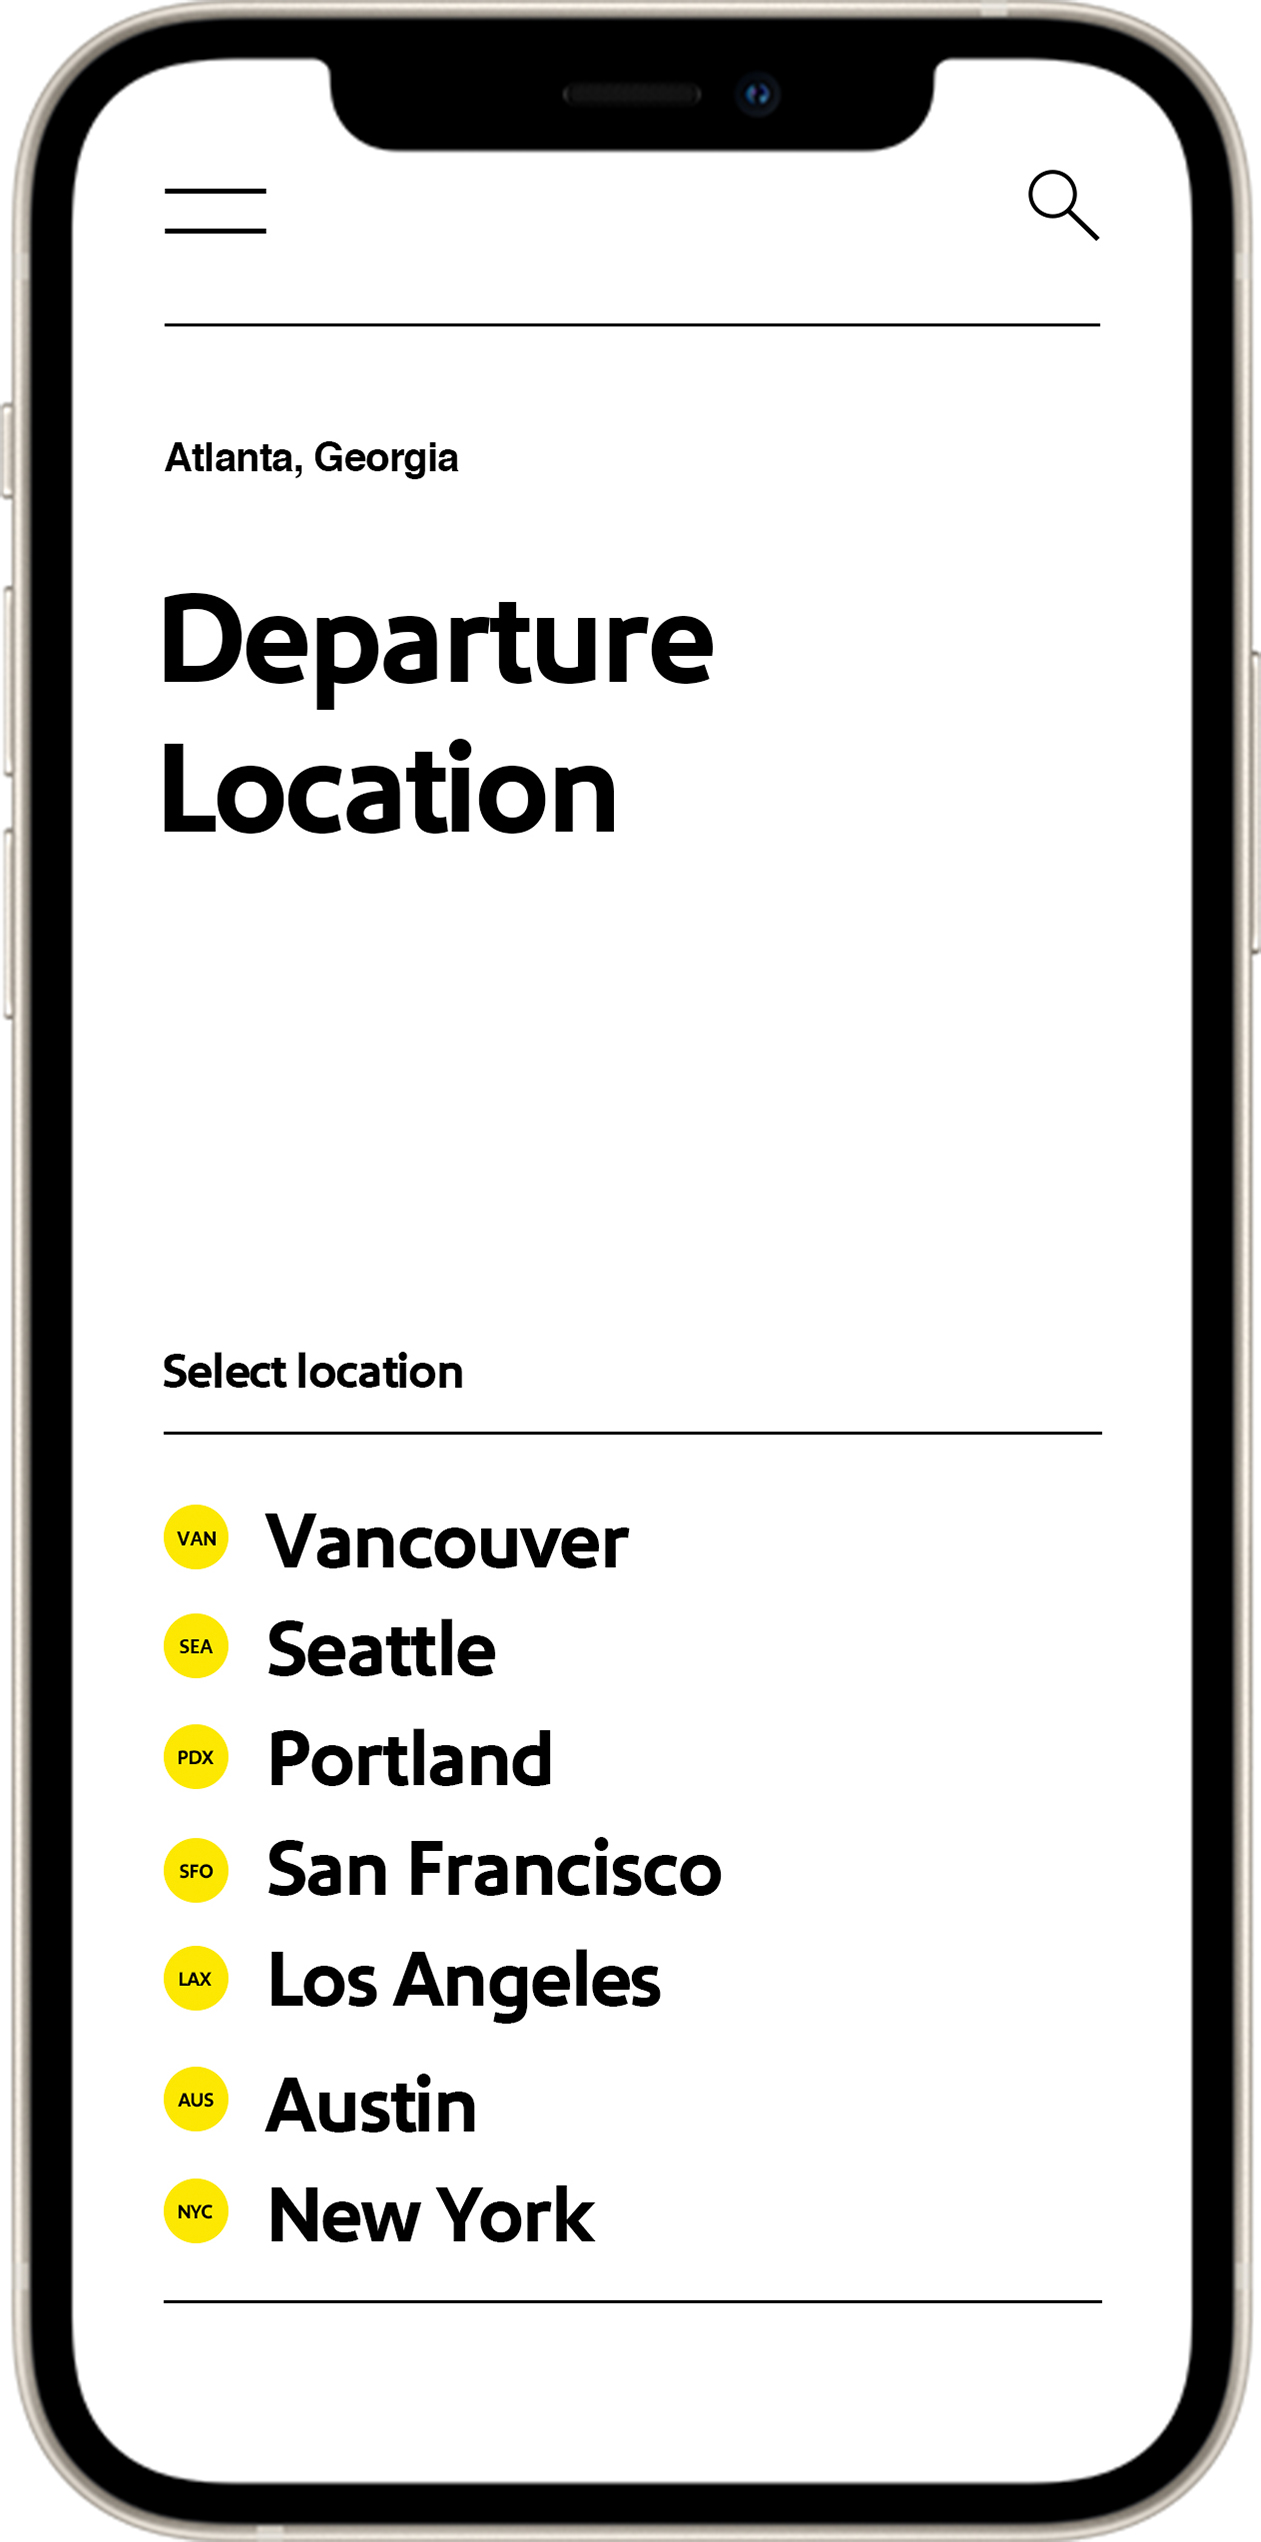 Atlanta, Georgia
Departure
Location
Select location
VAN Vancouver
SEA Seattle
PDX Portland
SFO San Francisco
LAX Los Angeles
AUS Austin
NYC New York